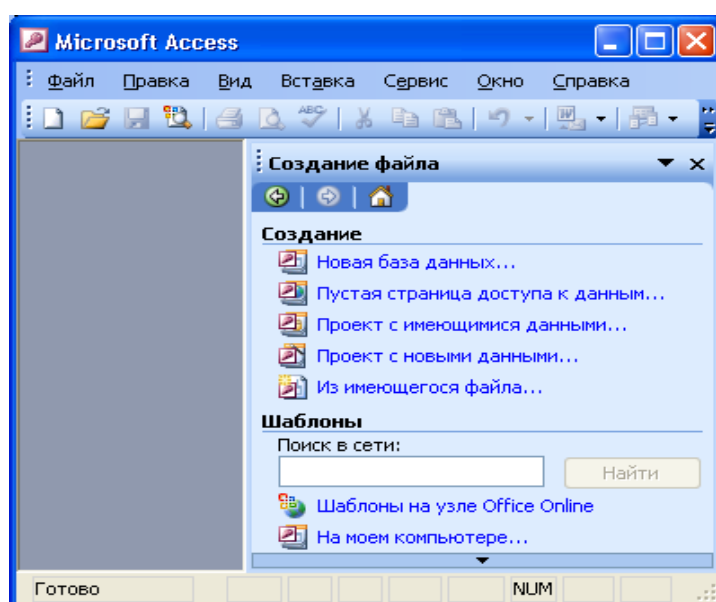 Microsoft Access
Файл Правка Вид Вставка Сервис Окно Справка
Создание файла
Создание
Новая база данных...
Пустая страница доступа к данным...
Проект с имеющимися данными...
Проект с новыми данными...
Из имеющегося файла...
Шаблоны
Поиск в сети:
Найти
Шаблоны на узле Office Online
На моем компьютере...
Готово NUM